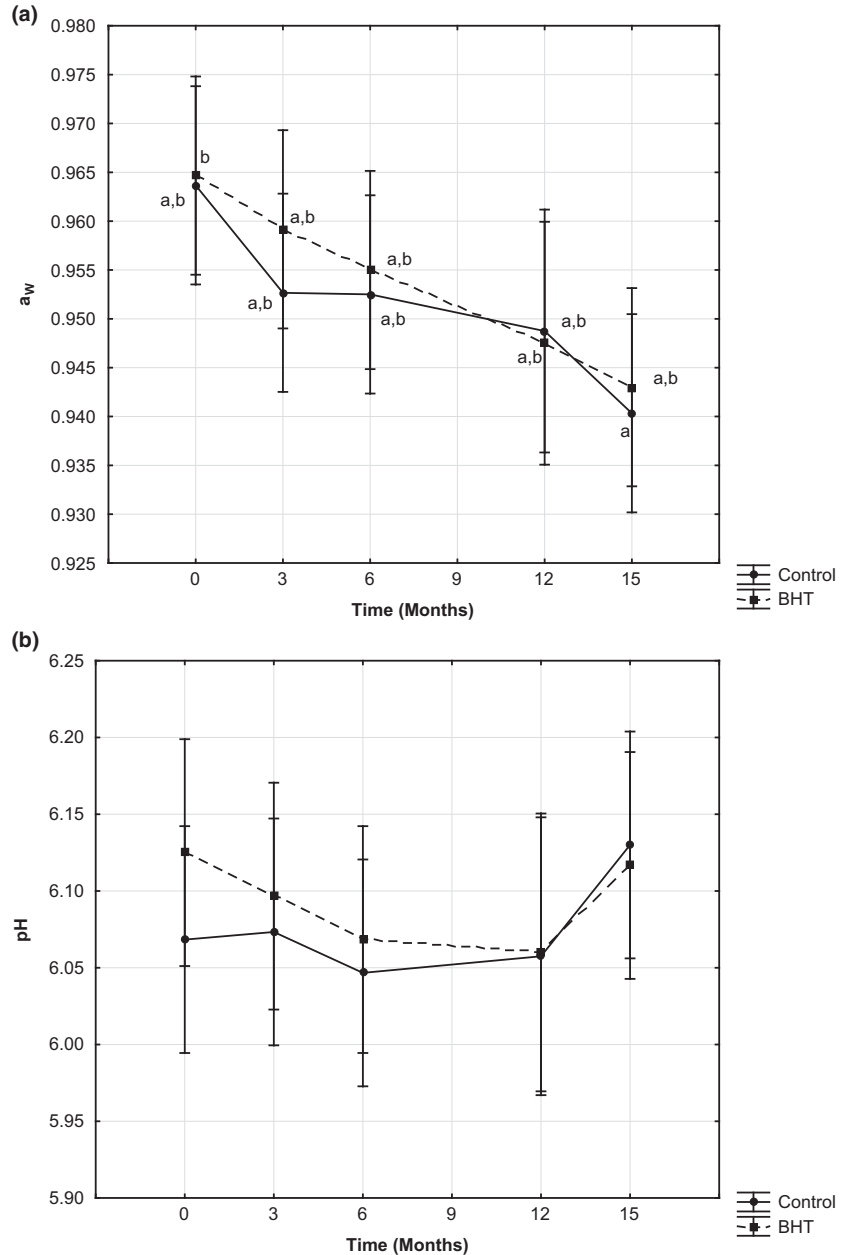 (a)
0.980
0.975
0.970
0.965
0.960
0.955
0.950
0.945
0.940
0.935
0.930
0.925
aw
b
a,b
a,b
a,b
a,b
a,b
a,b
a,b
a,b
a
0 3 6 9 12 15
Time (Months)
Control
BHT
(b)
6.25
6.20
6.15
6.10
6.05
6.00
5.95
5.90
pH
0 3 6 9 12 15
Time (Months)
Control
BHT